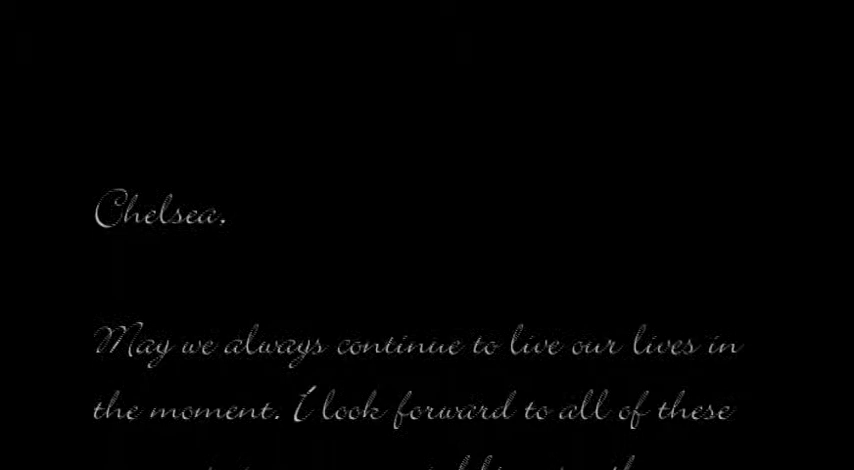 Chelsea,
May we always continue to live our lives in
the moment. I look forward to all of these